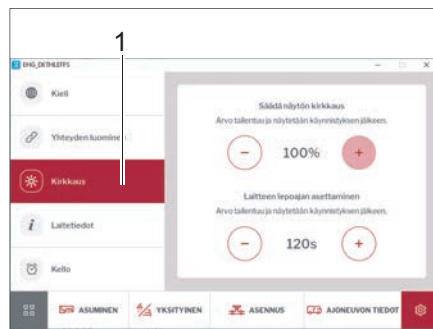 1
EHG_DETHLEFFS
Kieli
Yhteyden luominen
Kirkkaus
Laitetiedot
Kello
Säädä näytön kirkkaus
Arvo tallentuu ja näytetään käynnistyksen jälkeen.
− 100% +
Laitteen lepoajan asettaminen
Arvo tallentuu ja näytetään käynnistyksen jälkeen.
− 120s +
ASUMINEN YKSITYINEN ASENNUS AJONEUVON TIEDOT